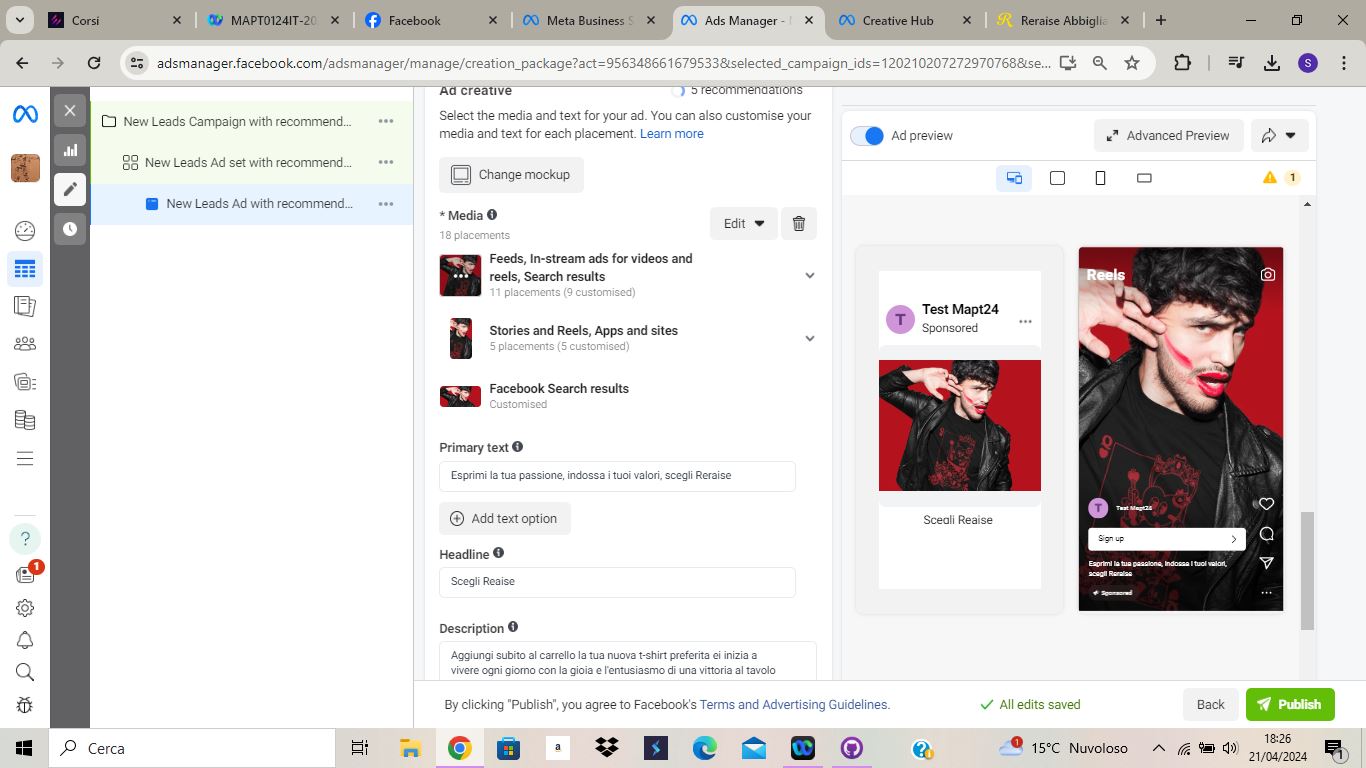 Corsi
MAPT0124IT-20
Facebook
Meta Business S
Ads Manager -
Creative Hub
Reraise Abbiglia
adsmanager.facebook.com/adsmanager/manage/creation_package?act=956348661679533&selected_campaign_ids=120210207272970768&se...
S
New Leads Campaign with recommend...
New Leads Ad set with recommend...
New Leads Ad with recommend...
Ad creative
5 recommendations
Select the media and text for your ad. You can also customise your
media and text for each placement. Learn more
Change mockup
* Media
18 placements
Edit
Feeds, In-stream ads for videos and
reels, Search results
11 placements (9 customised)
Stories and Reels, Apps and sites
5 placements (5 customised)
Facebook Search results
Customised
Primary text
Esprimi la tua passione, indossa i tuoi valori, scegli Reraise
Add text option
Headline
Scegli Reaise
Description
Aggiungi subito al carrello la tua nuova t-shirt preferita ei inizia a
vivere ogni giorno con la gioia e l'entusiasmo di una vittoria al tavolo
Ad preview
Advanced Preview
1
T
Test Mapt24
Sponsored
Scegli Reaise
Reels
T
Test Mapt24
Sign up
Esprimi la tua passione, indossa i tuoi valori,
scegli Reraise
Sponsored
1
By clicking "Publish", you agree to Facebook's Terms and Advertising Guidelines.
All edits saved
Back
Publish
Cerca
a
1
15°C Nuvoloso
18:26
21/04/2024
1